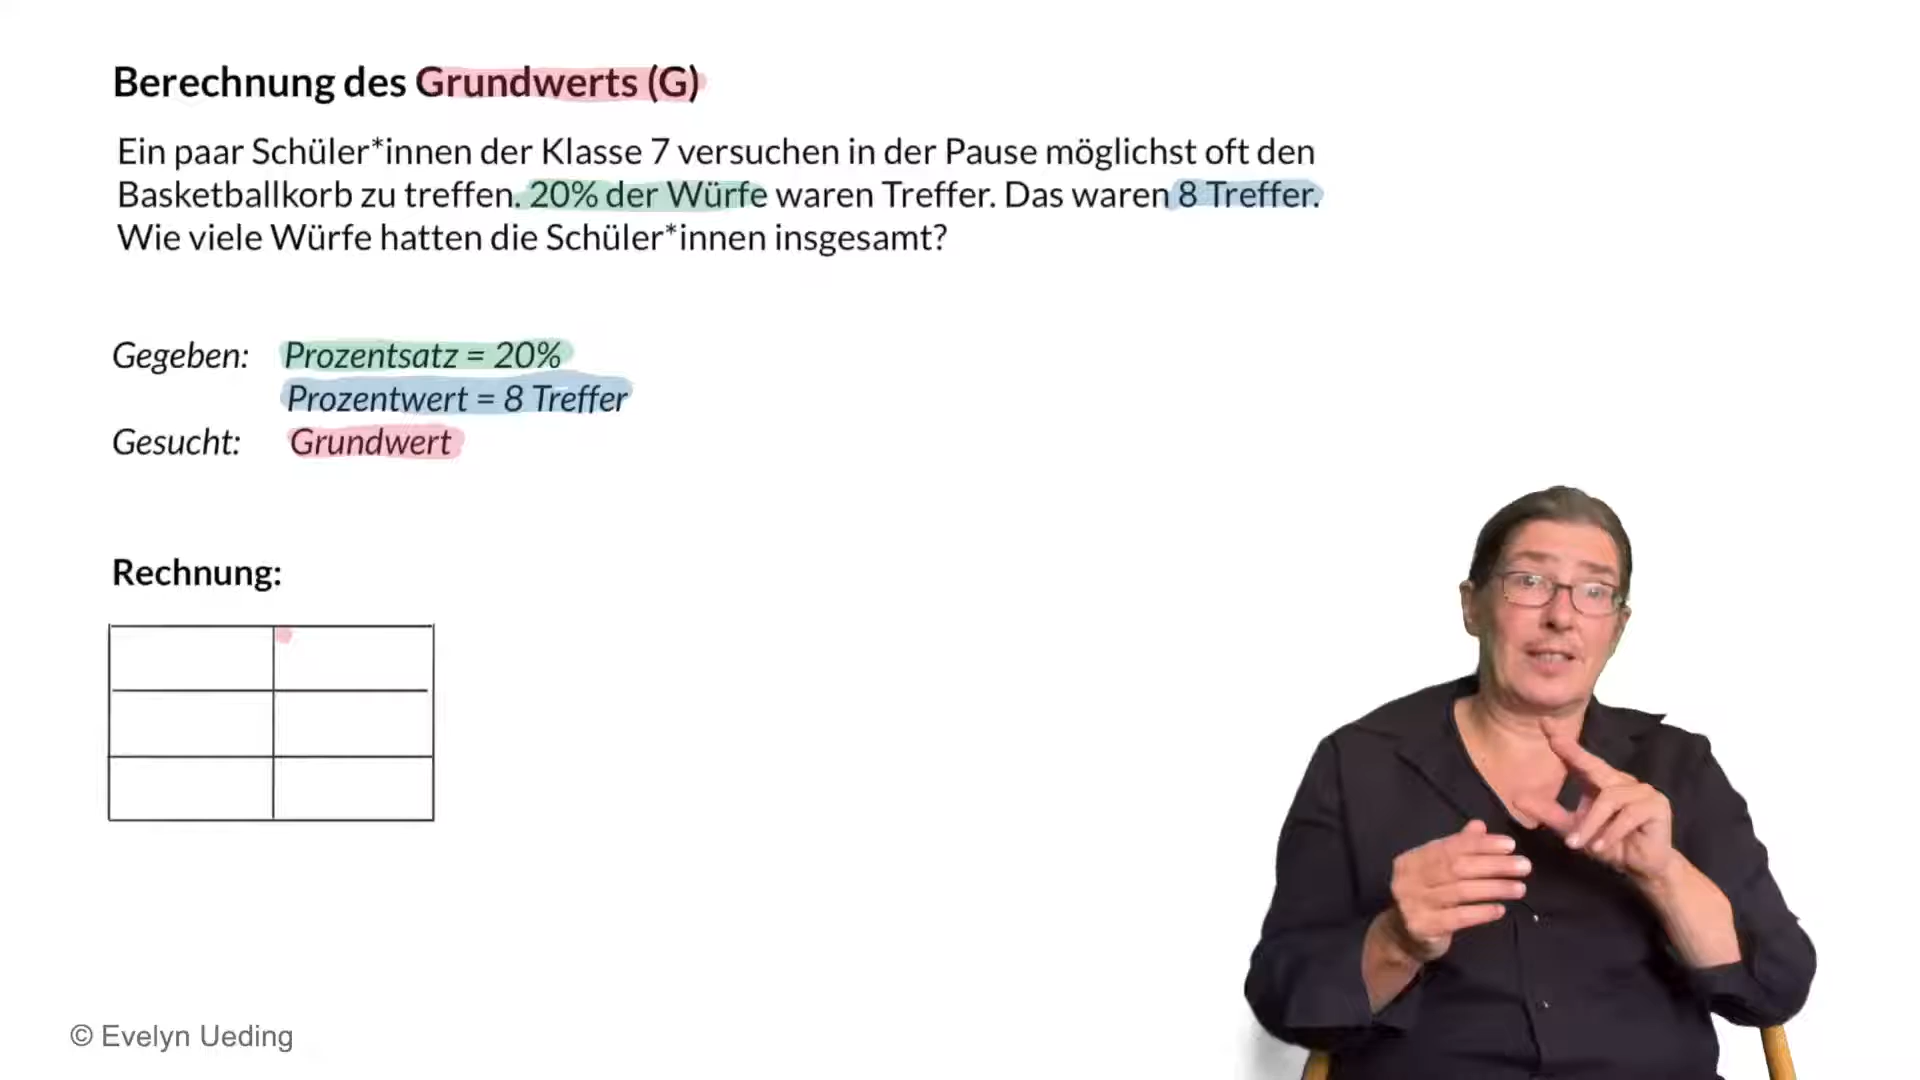 Berechnung des Grundwerts (G)
Ein paar Schüler*innen der Klasse 7 versuchen in der Pause möglichst oft den
Basketballkorb zu treffen. 20% der Würfe waren Treffer. Das waren 8 Treffer.
Wie viele Würfe hatten die Schüler*innen insgesamt?
Gegeben: Prozentsatz = 20%
Prozentwert = 8 Treffer
Gesucht: Grundwert
Rechnung:
© Evelyn Ueding